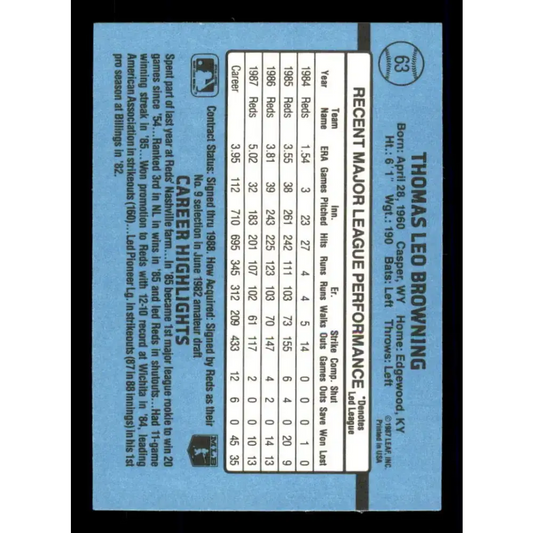 63
THOMAS LEO BROWNING
Born: April 28, 1960 Casper, WY Home: Edgewood, KY
Ht.: 6'1" Wgt.: 190 Bats: Left Throws: Left
©1987 LEAF, INC.
Printed in USA
RECENT MAJOR LEAGUE PERFORMANCE
*Denotes
Led League
Team Inn. Er. Strike Comp. Shut
Year Name ERA Games Pitched Hits Runs Runs Walks Outs Games Outs Save Won Lost
1984 Reds 1.54 3 23 27 4 4 5 14 0 0 0 1 0
1985 Reds 3.55 38 261 242 111 103 73 155 6 4 0 20 9
1986 Reds 3.81 39 243 225 123 103 70 147 4 2 0 14 13
1987 Reds 5.02 32 183 201 107 102 61 117 2 0 0 10 13
Career 3.95 112 710 695 345 312 209 433 12 6 0 45 35
Contract Status: Signed thru 1988. How Acquired: Signed by Reds as their
No. 9 selection in June 1982 amateur draft
MLB
CAREER HIGHLIGHTS
Spent part of last year at Reds' Nashville farm... In '85 became 1st major league rookie to win 20
games since '54... Ranked 3rd in NL in wins in '85 and led Reds in shutouts... Had 11-game
winning streak in '85... Won promotion to Reds with 12-10 record at Wichita in '84, leading
American Association in strikeouts (160)... Led Pioneer Lg. in strikeouts (87 in 88 innings) in his 1st
pro season at Billings in '82.